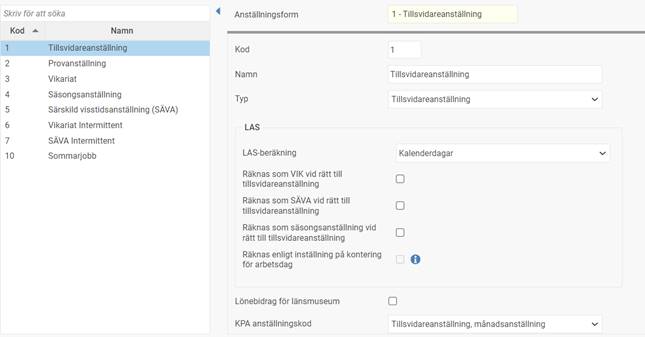 Skriv för att söka
Kod Namn
1 Tillsvidareanställning
2 Provanställning
3 Vikariat
4 Säsongsanställning
5 Särskild visstidsanställning (SÄVA)
6 Vikariat Intermittent
7 SÄVA Intermittent
10 Sommarjobb
Anställningsform 1 - Tillsvidareanställning
Kod 1
Namn Tillsvidareanställning
Typ Tillsvidareanställning
LAS
LAS-beräkning Kalenderdagar
Räknas som VIK vid rätt till
tillsvidareanställning
Räknas som SÄVA vid rätt till
tillsvidareanställning
Räknas som säsongsanställning vid
rätt till tillsvidareanställning
Räknas enligt inställning på kontering
för arbetsdag
Lönebidrag för länsmuseum
KPA anställningskod Tillsvidareanställning, månadsanställning